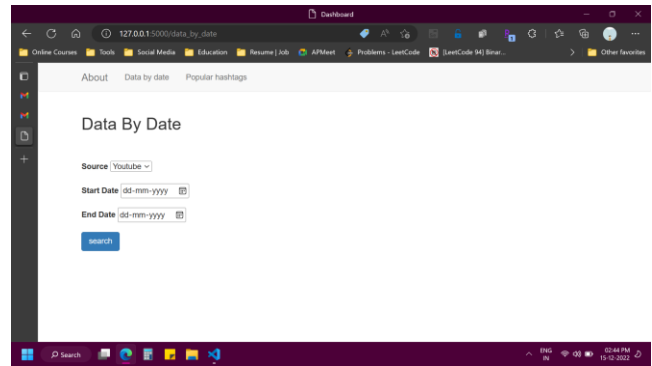 Dashboard
127.0.0.1:5000/data_by_date
Online Courses Tools Social Media Education Resume | Job APMeet Problems - LeetCode [LeetCode 94] Binar... Other favorites
About Data by date Popular hashtags
Data By Date
Source Youtube
Start Date dd-mm-yyyy
End Date dd-mm-yyyy
search
Search ENG IN 02:44 PM 15-12-2022